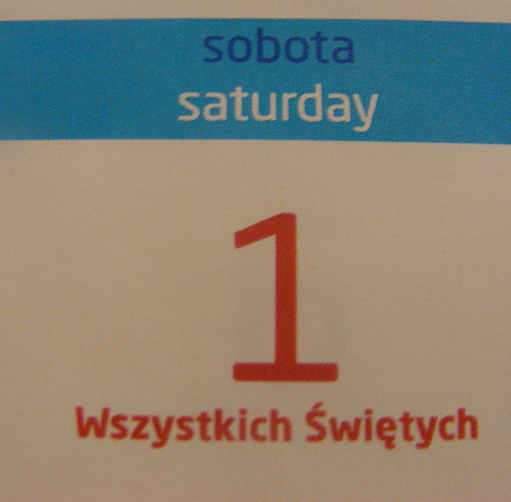 sobota
saturday
1
Wszystkich Świętych